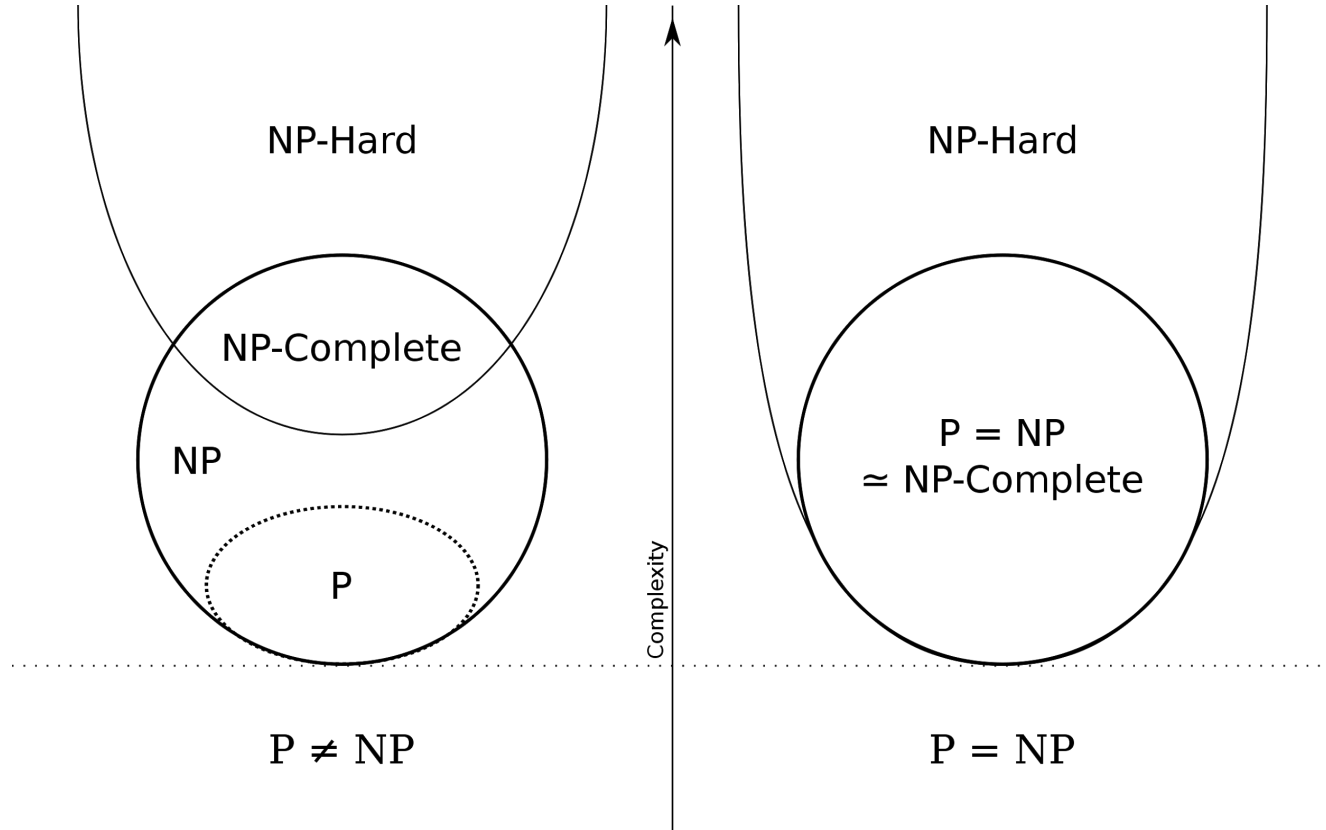 NP-Hard
NP-Complete
NP
P
P ≠ NP
Complexity
NP-Hard
P = NP
≃ NP-Complete
P = NP